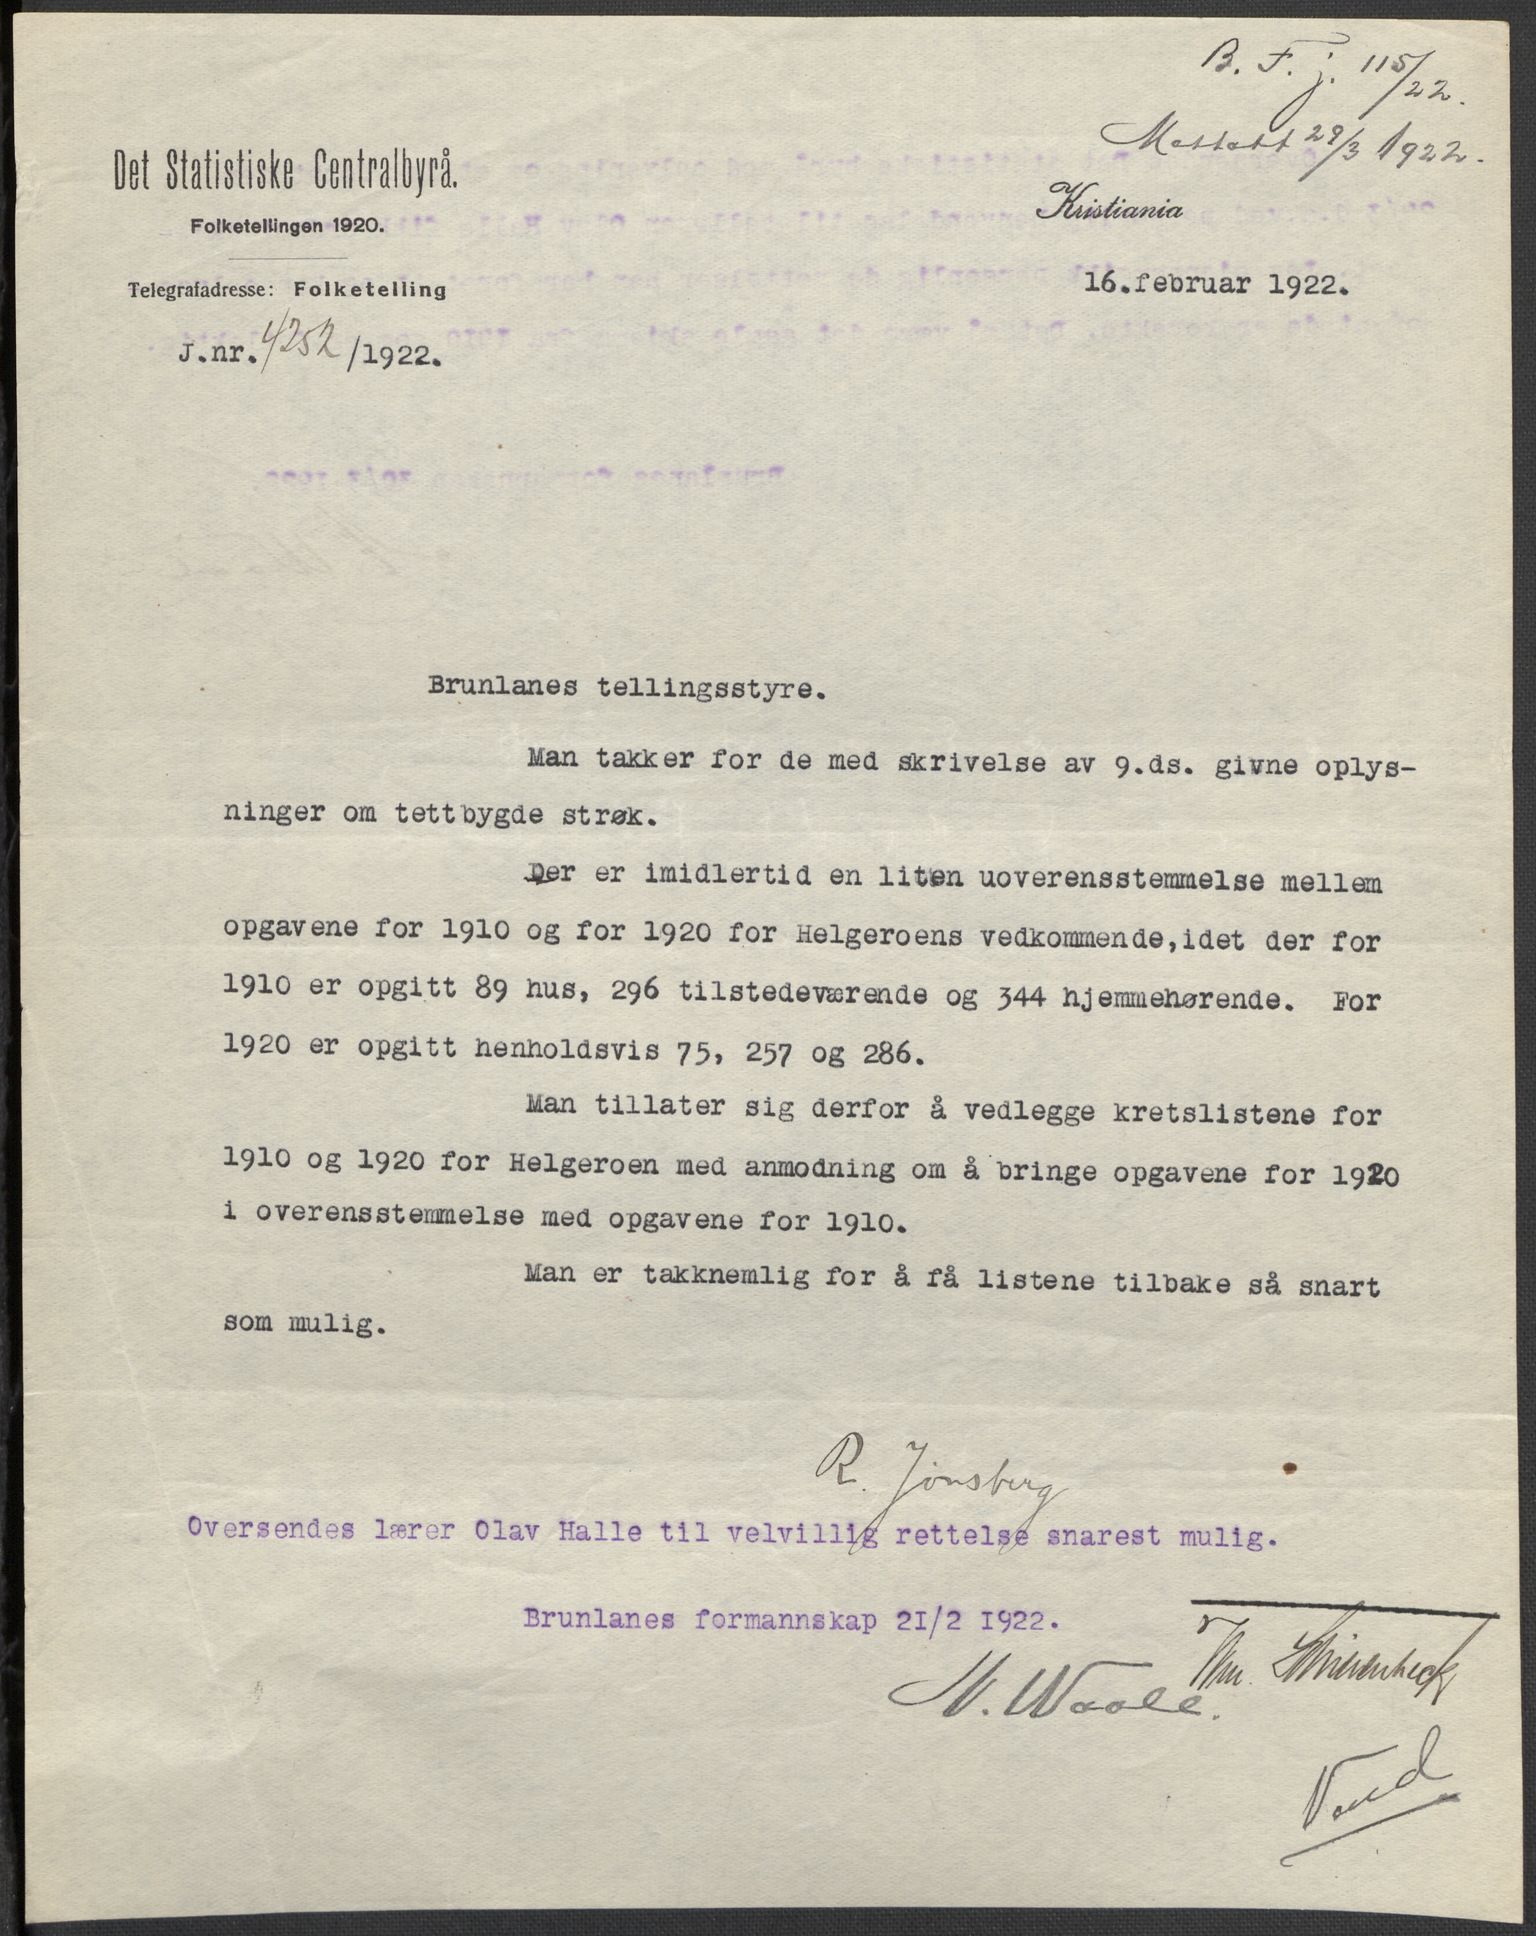 B. F. j. 115/22.
Mottatt 29/3 1922.
Det Statistiske Centralbyrå.
Folketellingen 1920.
Telegrafadresse: Folketelling
J.nr. 4252 /1922.
Kristiania
16.februar 1922.
Brunlanes tellingsstyre.
Man takker for de med skrivelse av 9.ds. givne oplys-
ninger om tettbygde strøk.
Der er imidlertid en liten uoverensstemmelse mellem
opgavene for 1910 og for 1920 for Helgeroens vedkommende,idet der for
1910 er opgitt 89 hus, 296 tilstedeværende og 344 hjemmehørende. For
1920 er opgitt henholdsvis 75, 257 og 286.
Man tillater sig derfor å vedlegge kretslistene for
1910 og 1920 for Helgeroen med anmodning om å bringe opgavene for 1920
i overensstemmelse med opgavene for 1910.
Man er takknemlig for å få listene tilbake så snart
som mulig.
R. Jønsberg
Oversendes lærer Olav Halle til velvillig rettelse snarest mulig.
Brunlanes formannskap 2I/2 I922.